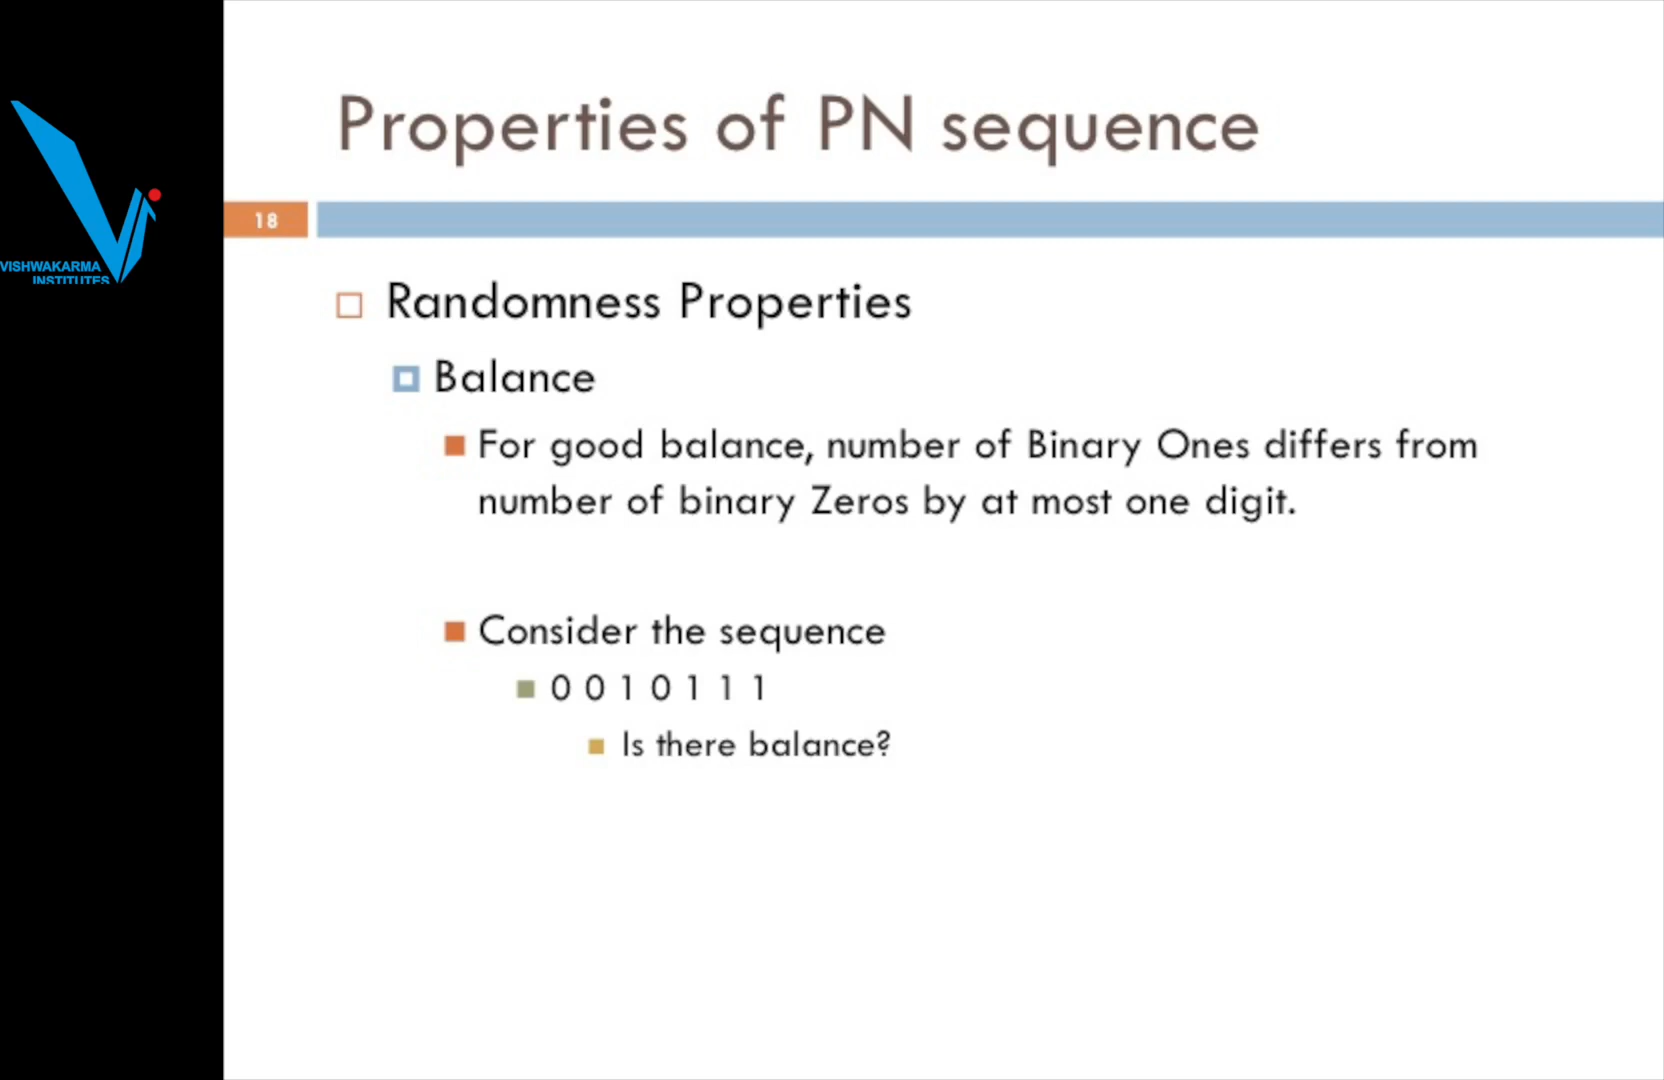 Properties of PN sequence
18
VISHWAKARMA
INSTITUTES
Randomness Properties
Balance
For good balance, number of Binary Ones differs from
number of binary Zeros by at most one digit.
Consider the sequence
0 0 1 0 1 1 1
Is there balance?